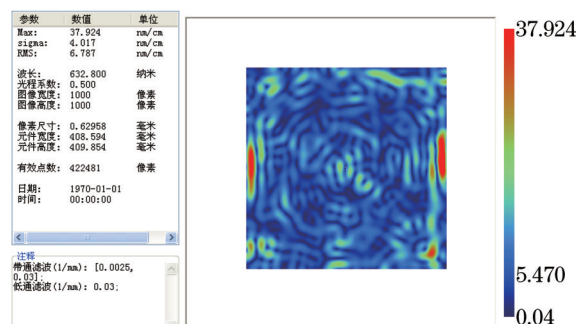 参数 数值 单位
Max: 37.924 nm/cm
sigma: 4.017 nm/cm
RMS: 6.787 nm/cm
波长: 632.800 纳米
光程系数: 0.500
图像宽度: 1000 像素
图像高度: 1000 像素
像素尺寸: 0.62958 毫米
元件宽度: 408.594 毫米
元件高度: 409.854 毫米
有效点数: 422481 像素
日期: 1970-01-01
时间: 00:00:00
注释
带通滤波(1/mm): [0.0025,
0.03];
低通滤波(1/mm): 0.03;
37.924
5.470
0.04